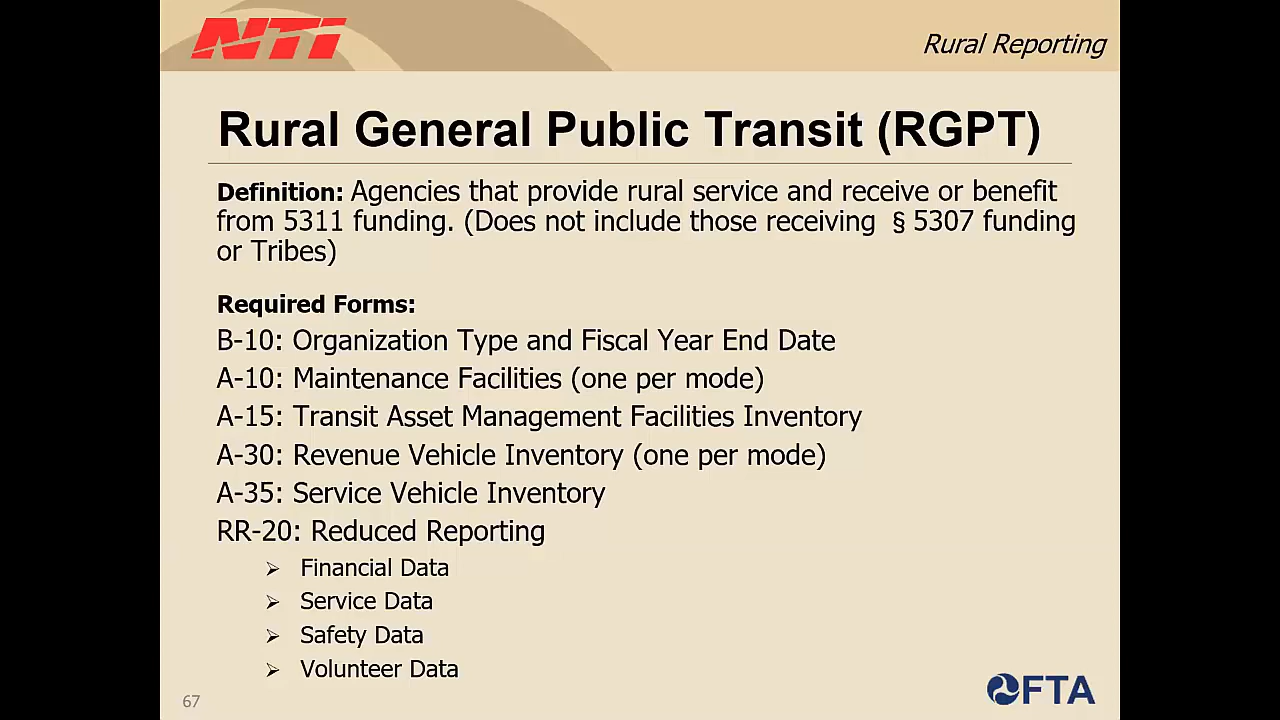 NTI
Rural Reporting
Rural General Public Transit (RGPT)
Definition: Agencies that provide rural service and receive or benefit
from 5311 funding. (Does not include those receiving § 5307 funding
or Tribes)
Required Forms:
B-10: Organization Type and Fiscal Year End Date
A-10: Maintenance Facilities (one per mode)
A-15: Transit Asset Management Facilities Inventory
A-30: Revenue Vehicle Inventory (one per mode)
A-35: Service Vehicle Inventory
RR-20: Reduced Reporting
➢ Financial Data
➢ Service Data
➢ Safety Data
➢ Volunteer Data
67
FTA